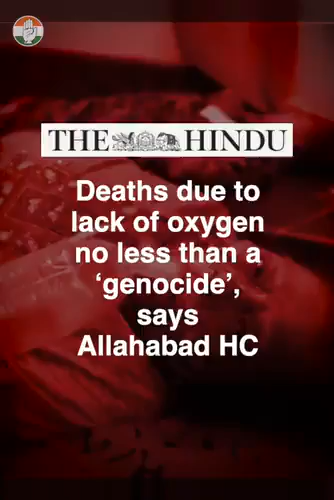 THE HINDU
Deaths due to
lack of oxygen
no less than a
‘genocide’,
says
Allahabad HC